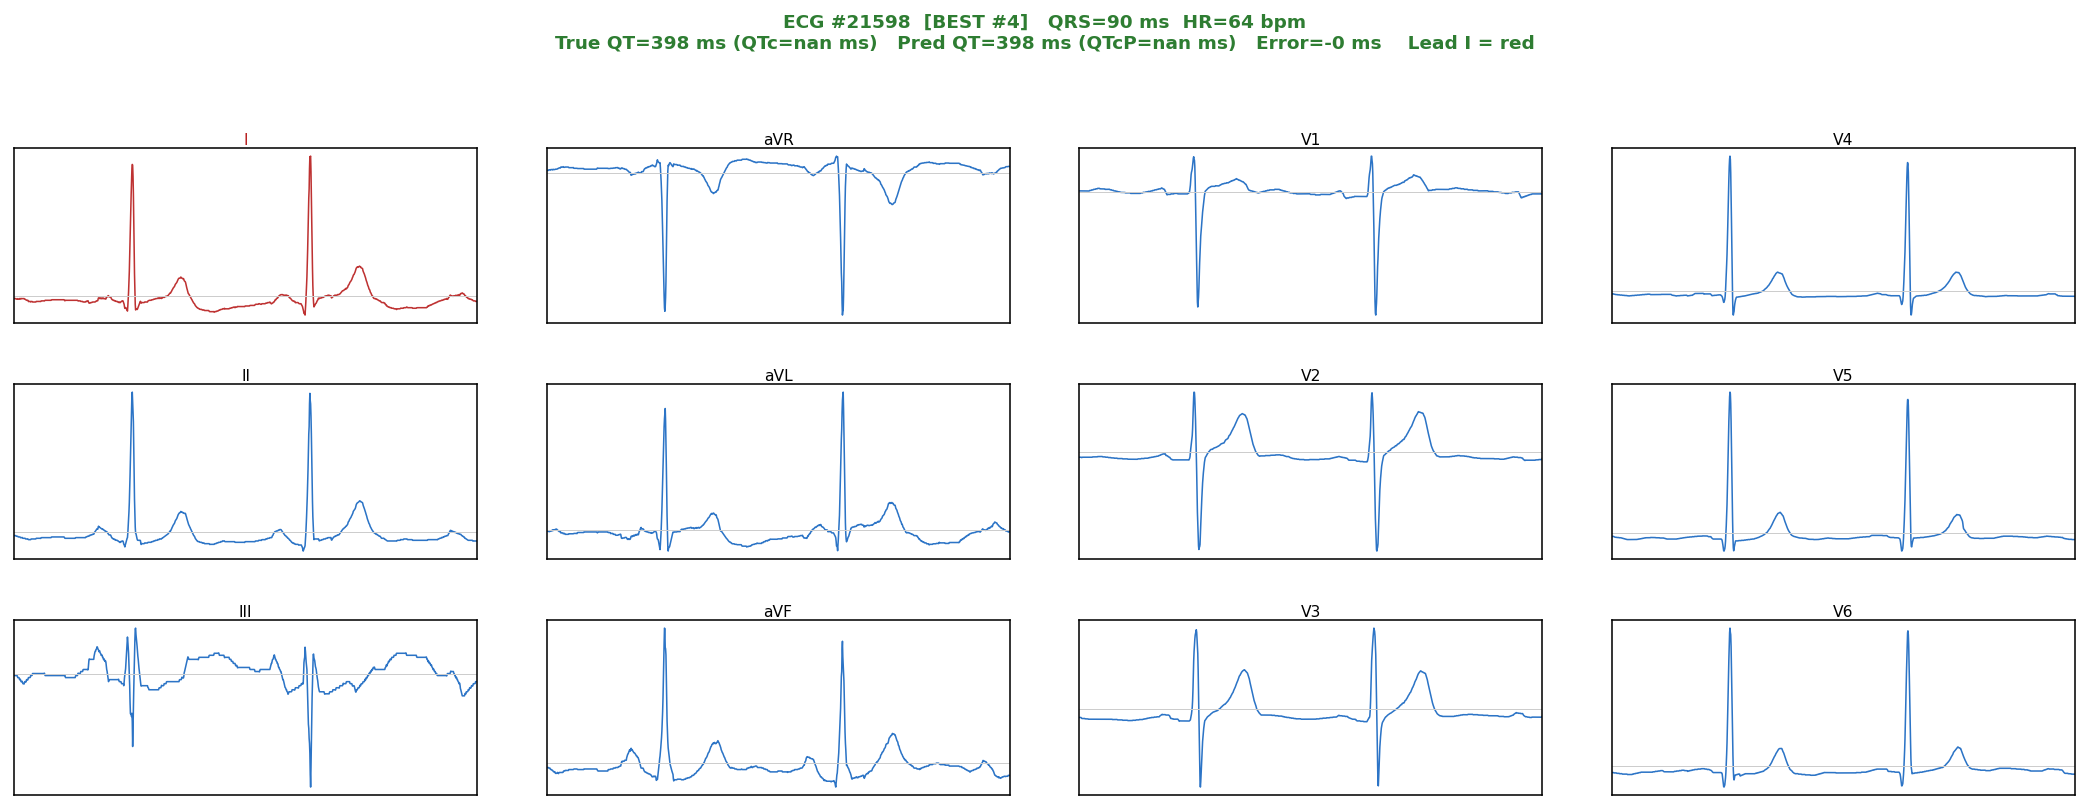 ECG #21598  [BEST #4]   QRS=90 ms  HR=64 bpm
True QT=398 ms (QTc=nan ms)   Pred QT=398 ms (QTcP=nan ms)   Error=-0 ms    Lead I = red
I
aVR
V1
V4
II
aVL
V2
V5
III
aVF
V3
V6